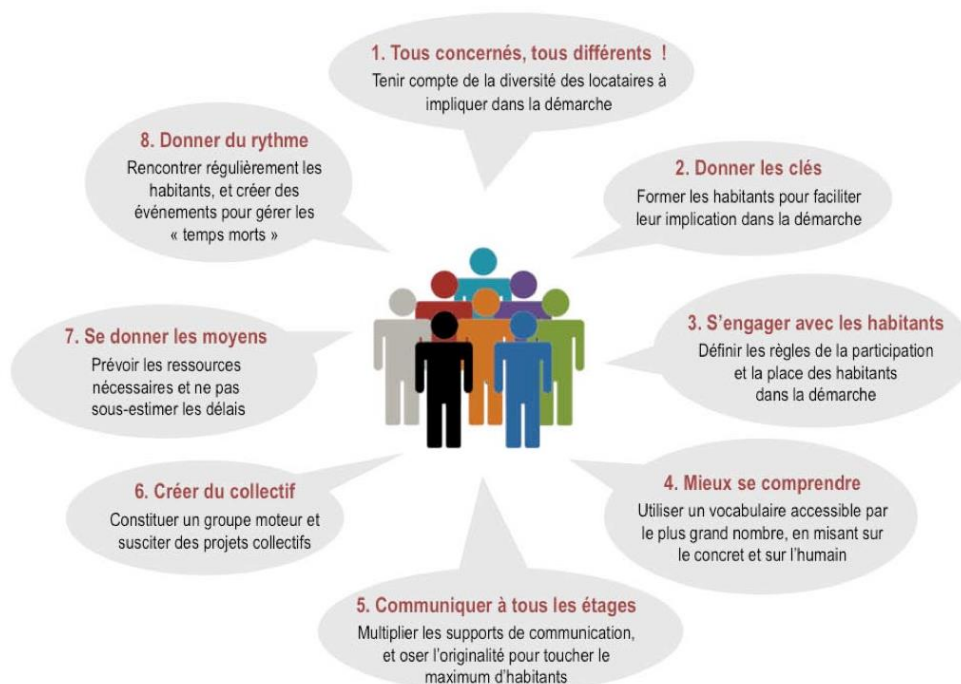 1. Tous concernés, tous différents !
Tenir compte de la diversité des locataires à
impliquer dans la démarche
2. Donner les clés
Former les habitants pour faciliter
leur implication dans la démarche
3. S'engager avec les habitants
Définir les règles de la participation
et la place des habitants
dans la démarche
4. Mieux se comprendre
Utiliser un vocabulaire accessible par
le plus grand nombre, en misant sur
le concret et sur l'humain
5. Communiquer à tous les étages
Multiplier les supports de communication,
et oser l'originalité pour toucher le
maximum d'habitants
6. Créer du collectif
Constituer un groupe moteur et
susciter des projets collectifs
7. Se donner les moyens
Prévoir les ressources
nécessaires et ne pas
sous-estimer les délais
8. Donner du rythme
Rencontrer régulièrement les
habitants, et créer des
événements pour gérer les
« temps morts »